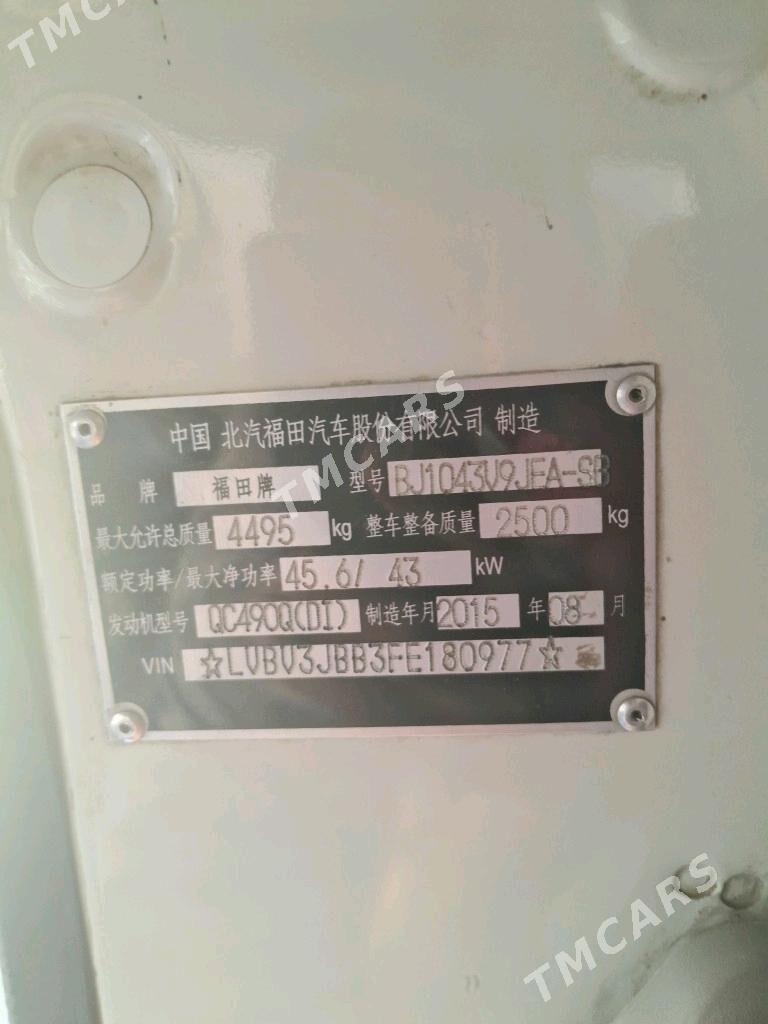 TMCARS
中国 北汽福田汽车股份有限公司 制造
品 牌 福田牌 型号 BJ1043V9JEA-SB
TMCARS
最大允许总质量 4495 kg 整车整备质量 2500 kg
额定功率/最大净功率 45.6/ 43 kW
发动机型号 QC490Q(DI) 制造年月 2015 年 08 月
VIN ☆LVBV3JBB3FE180977☆
TMCARS